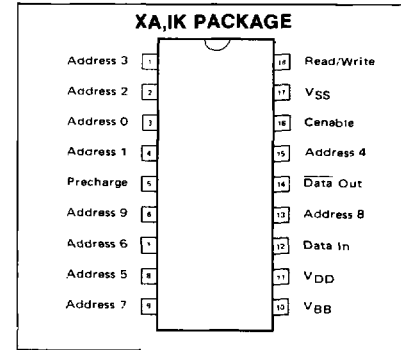 XA,IK PACKAGE
Address 3 1
Address 2 2
Address 0 3
Address 1 4
Precharge 5
Address 9 6
Address 6 7
Address 5 8
Address 7 9
18 Read/Write
17 VSS
16 Cenable
15 Address 4
14 Data Out
13 Address 8
12 Data In
11 VDD
10 VBB